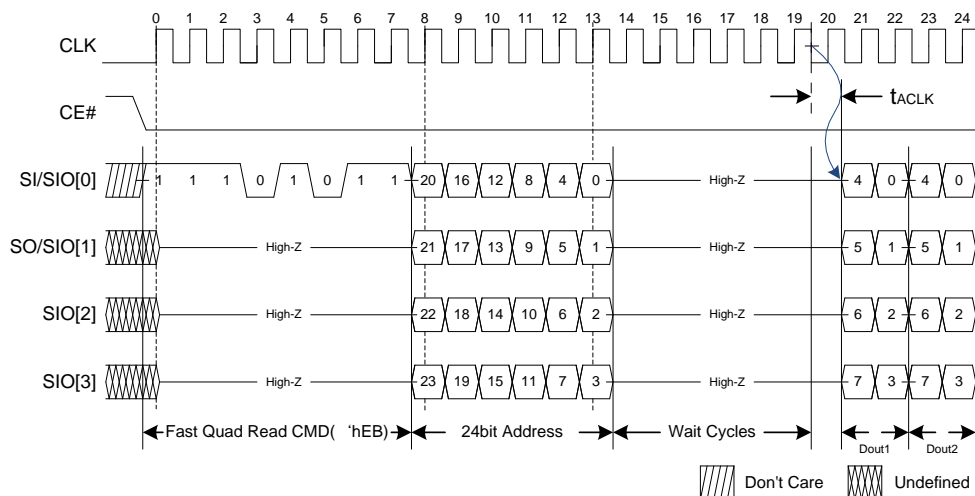 0 1 2 3 4 5 6 7 8 9 10 11 12 13 14 15 16 17 18 19 20 21 22 23 24
CLK
tACLK
CE#
SI/SIO[0] 1 1 1 0 1 0 1 1 20 16 12 8 4 0 High-Z 4 0 4 0
SO/SIO[1] High-Z 21 17 13 9 5 1 High-Z 5 1 5 1
SIO[2] High-Z 22 18 14 10 6 2 High-Z 6 2 6 2
SIO[3] High-Z 23 19 15 11 7 3 High-Z 7 3 7 3
Fast Quad Read CMD( ‘hEB) 24bit Address Wait Cycles Dout1 Dout2
Don't Care Undefined